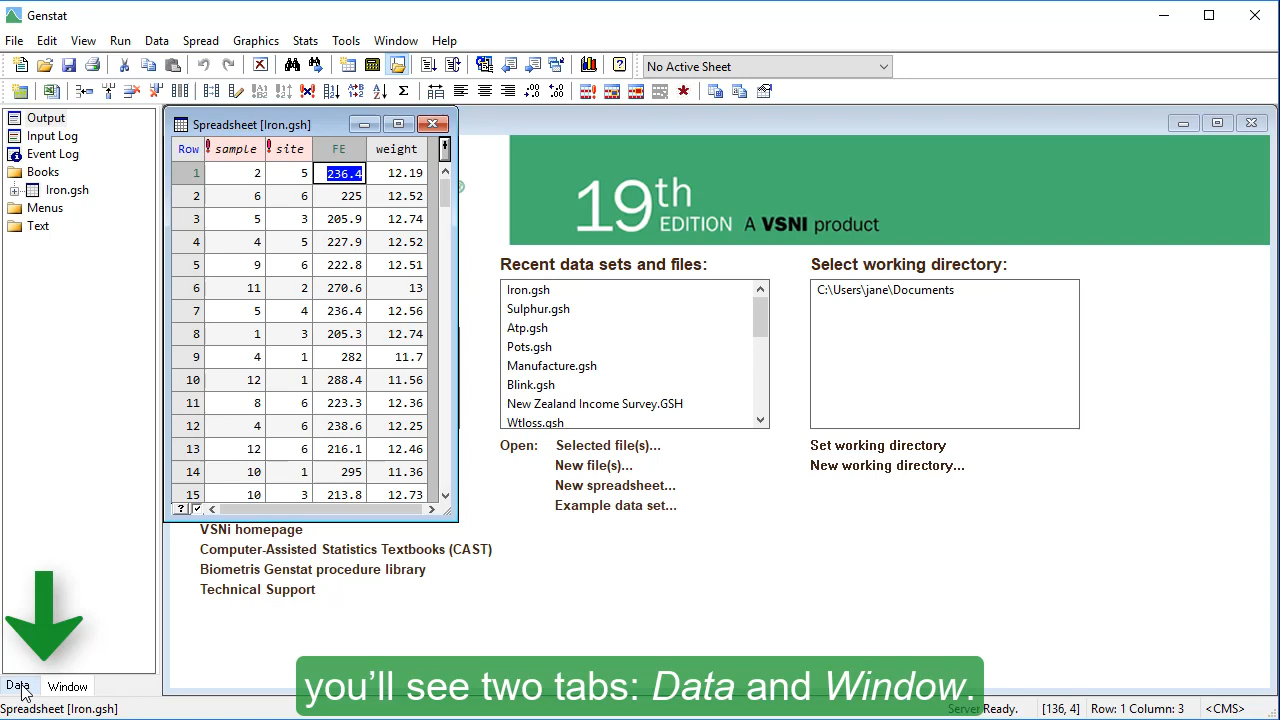 Genstat
File Edit View Run Data Spread Graphics Stats Tools Window Help
No Active Sheet
Output
Input Log
Event Log
Books
Iron.gsh
Menus
Text
Spreadsheet [Iron.gsh]
Row sample site FE weight
1 2 5 236.4 12.19
2 6 6 225 12.52
3 5 3 205.9 12.74
4 4 5 227.9 12.52
5 9 6 222.8 12.51
6 11 2 270.6 13
7 5 4 236.4 12.56
8 1 3 205.3 12.74
9 4 1 282 11.7
10 12 1 288.4 11.56
11 8 6 223.3 12.36
12 4 6 238.6 12.25
13 12 6 216.1 12.46
14 10 1 295 11.36
15 10 3 213.8 12.73
19th EDITION A VSNI product
Recent data sets and files:
Iron.gsh
Sulphur.gsh
Atp.gsh
Pots.gsh
Manufacture.gsh
Blink.gsh
New Zealand Income Survey.GSH
Wtloss.gsh
Open: Selected file(s)...
New file(s)...
New spreadsheet...
Example data set...
Select working directory:
C:\Users\jane\Documents
Set working directory
New working directory...
VSNi homepage
Computer-Assisted Statistics Textbooks (CAST)
Biometris Genstat procedure library
Technical Support
Data Window
you'll see two tabs: Data and Window.
Spreadsheet [Iron.gsh] Server Ready. [136, 4] Row: 1 Column: 3 <CMS>